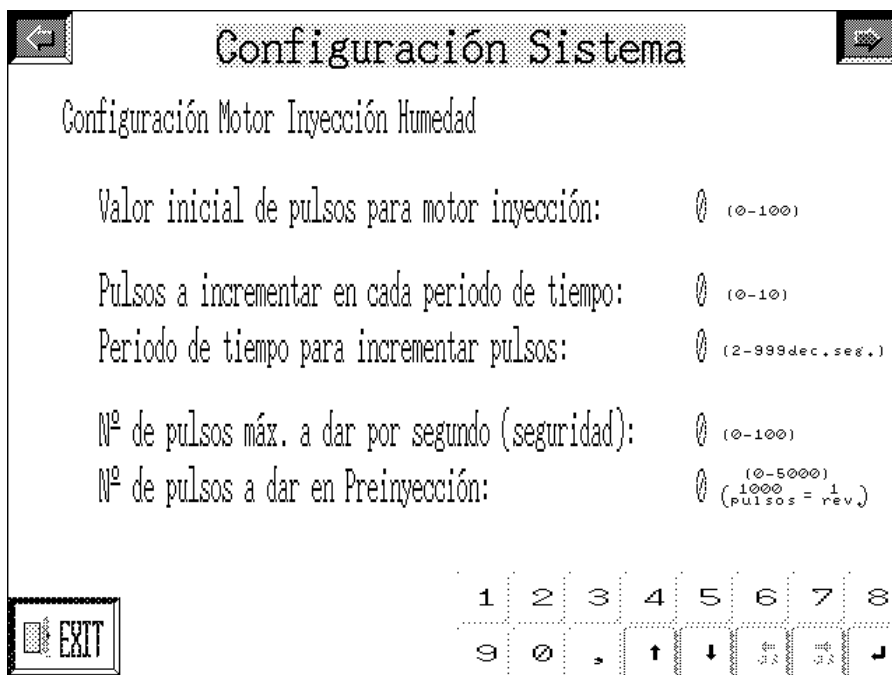 Configuración Sistema
Configuración Motor Inyección Humedad
Valor inicial de pulsos para motor inyección: 0 (0-100)
Pulsos a incrementar en cada periodo de tiempo: 0 (0-10)
Periodo de tiempo para incrementar pulsos: 0 (2-999dec.seg.)
Nº de pulsos máx. a dar por segundo (seguridad): 0 (0-100)
Nº de pulsos a dar en Preinyección: 0 (0-5000)
(1000 pulsos = 1 rev.)
1 2 3 4 5 6 7 8
EXIT
9 0 .